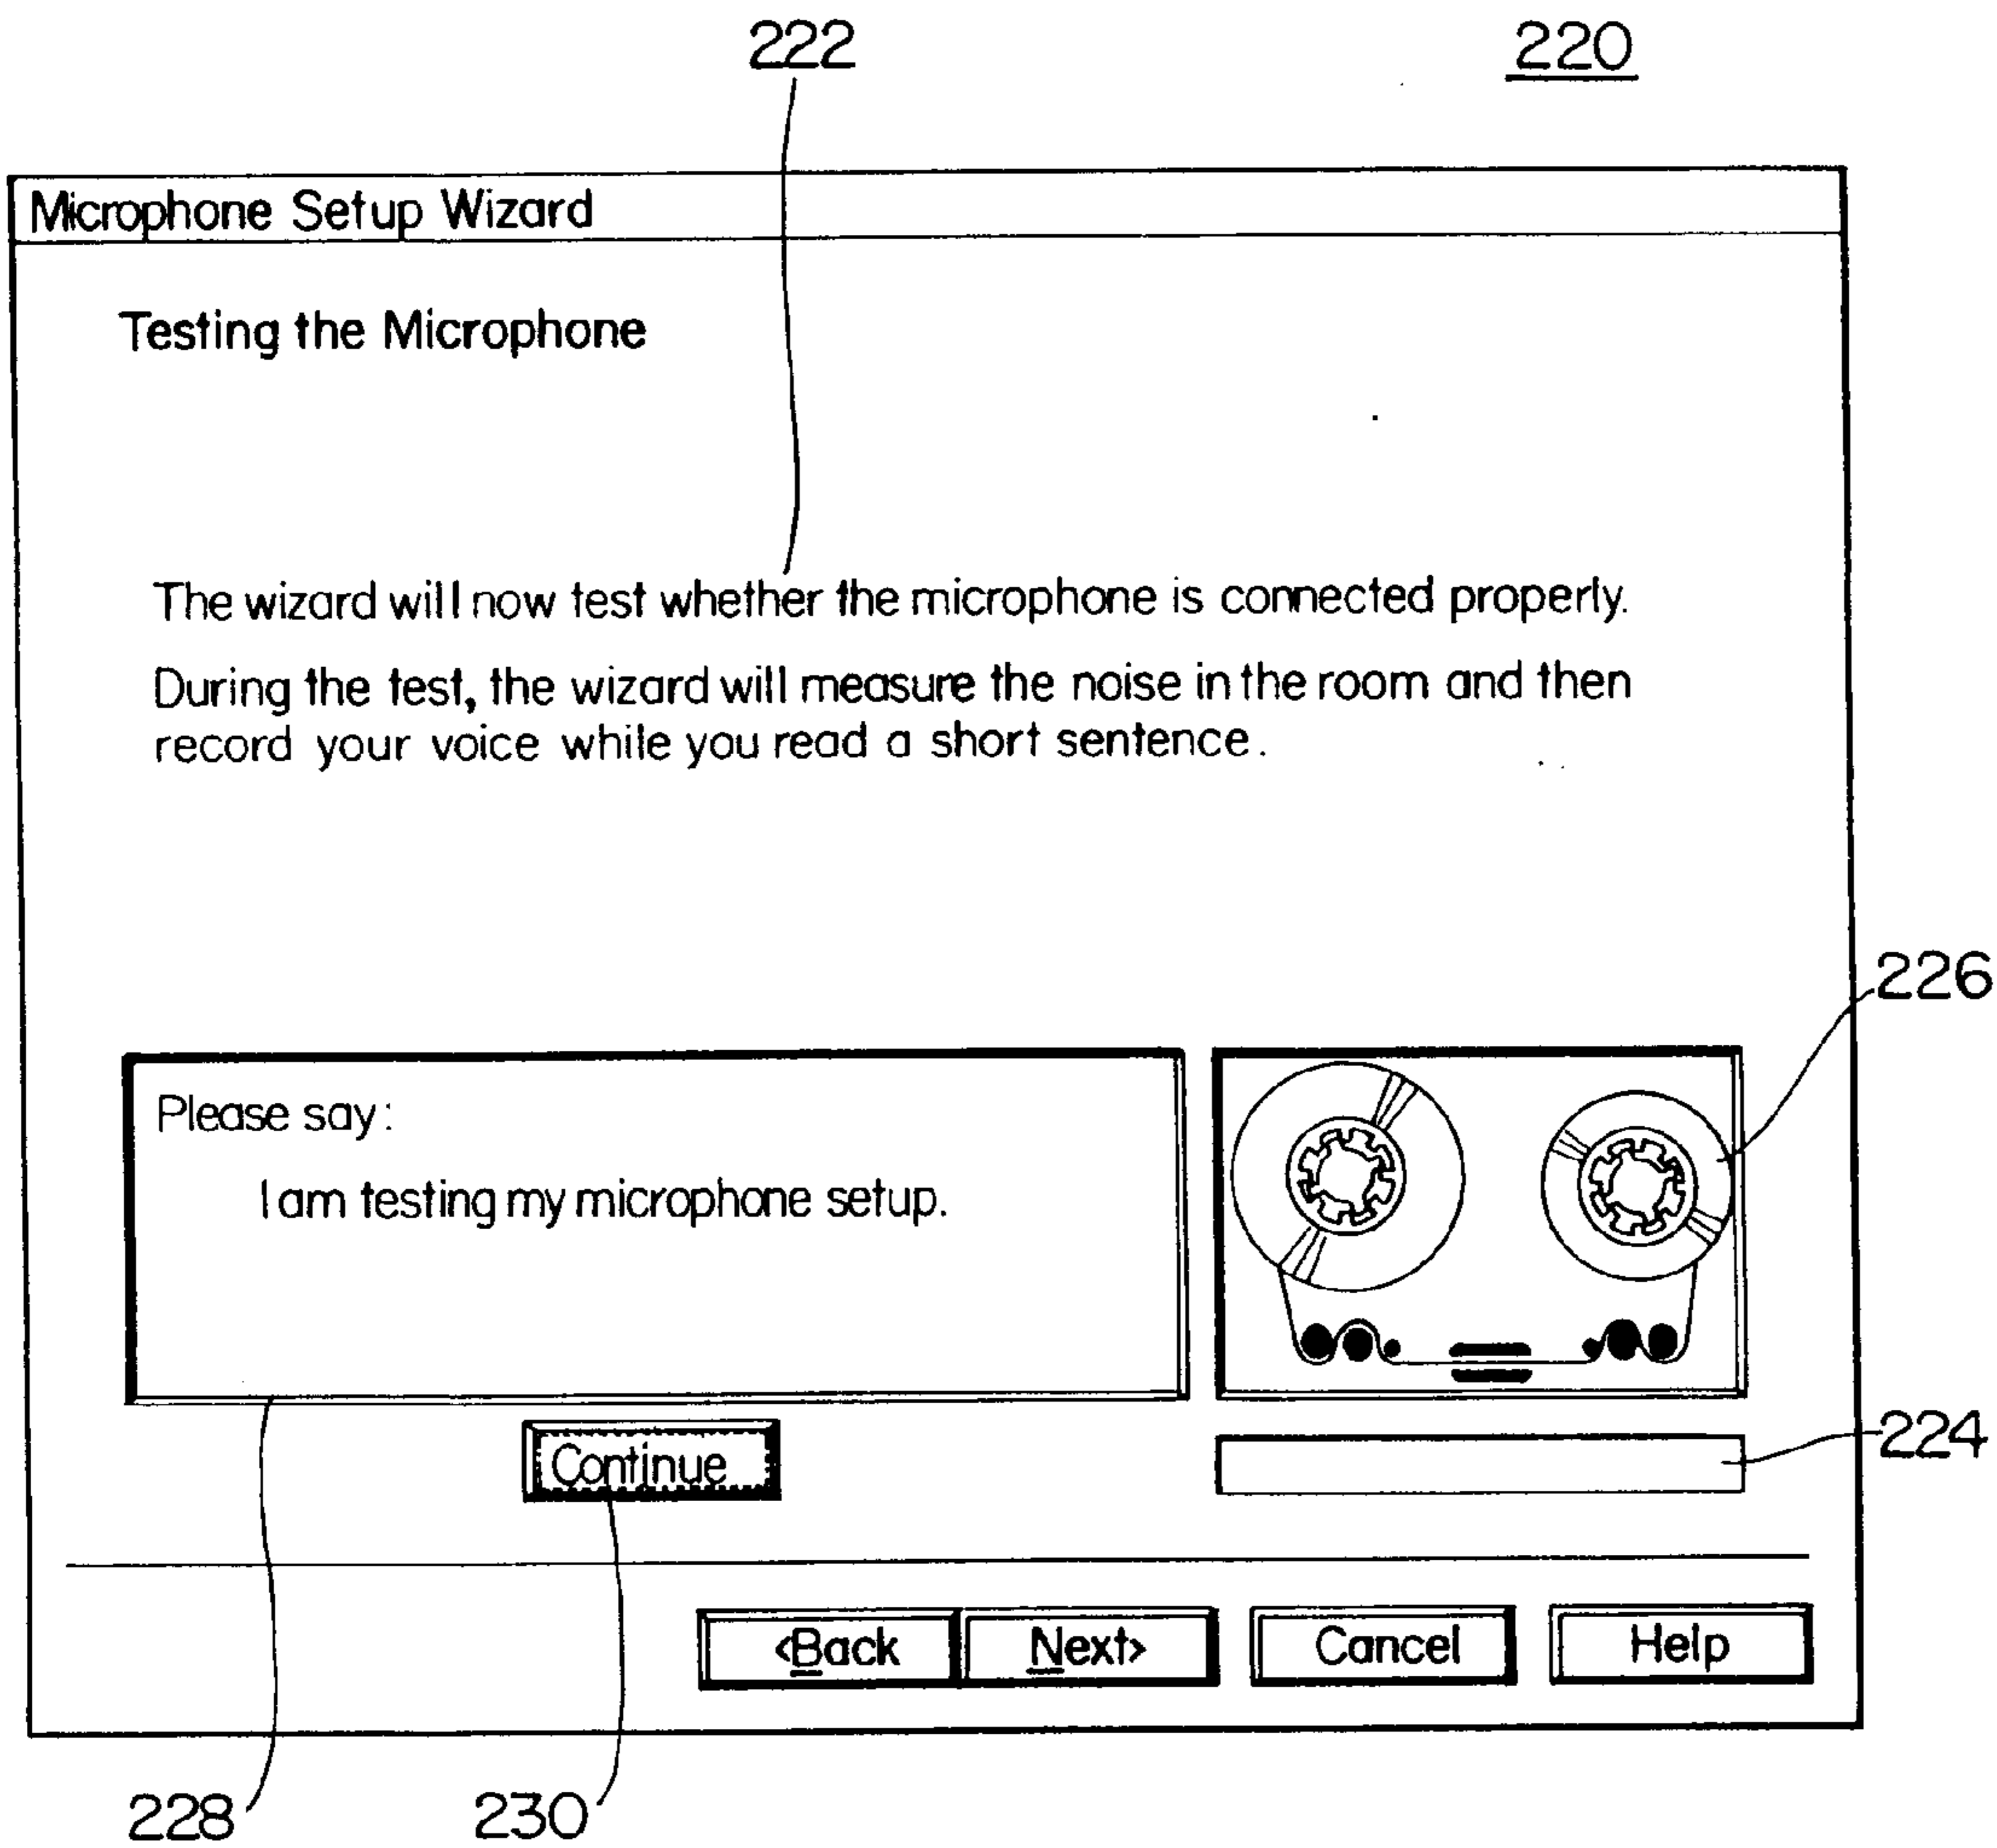 222
220
Microphone Setup Wizard
Testing the Microphone
The wizard will now test whether the microphone is connected properly.
During the test, the wizard will measure the noise in the room and then
record your voice while you read a short sentence.
226
Please say:
I am testing my microphone setup.
224
Continue
<Back Next> Cancel Help
228
230